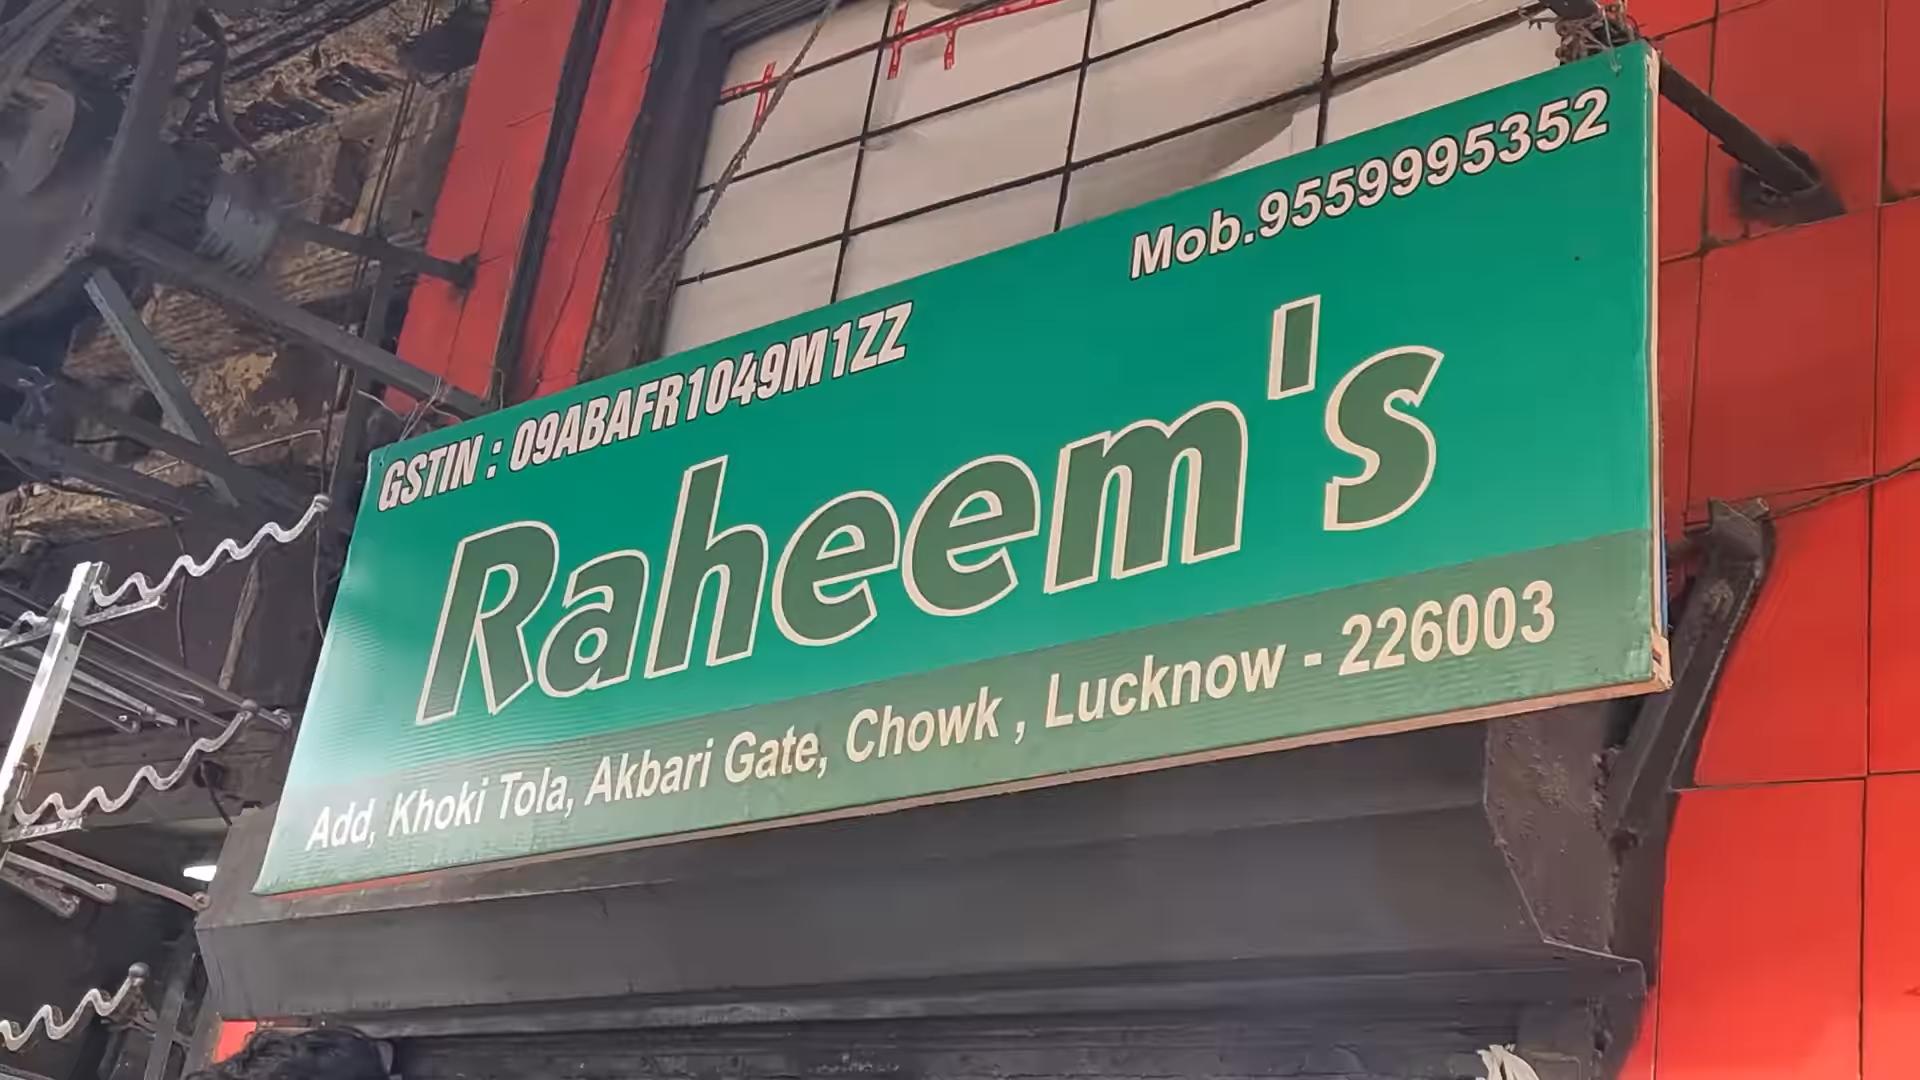 Mob.9559995352
GSTIN : 09ABAFR1049M1ZZ
Raheem's
Add, Khoki Tola, Akbari Gate, Chowk , Lucknow - 226003